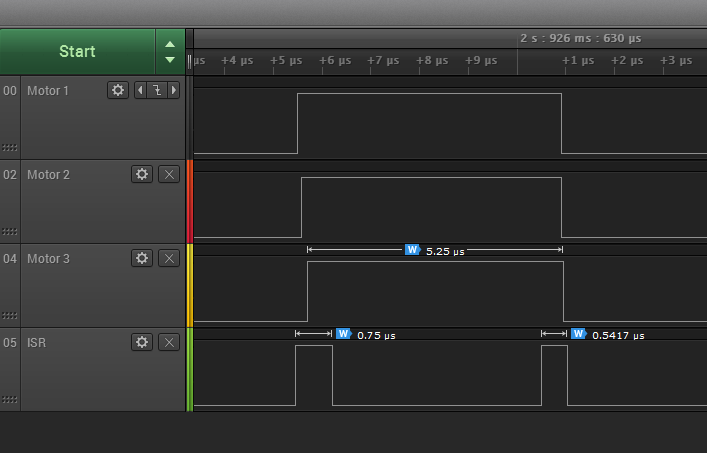 Start
2 s : 926 ms : 630 µs
µs +4 µs +5 µs +6 µs +7 µs +8 µs +9 µs +1 µs +2 µs +3 µs
00 Motor 1
02 Motor 2
W 5.25 µs
04 Motor 3
W 0.75 µs W 0.5417 µs
05 ISR